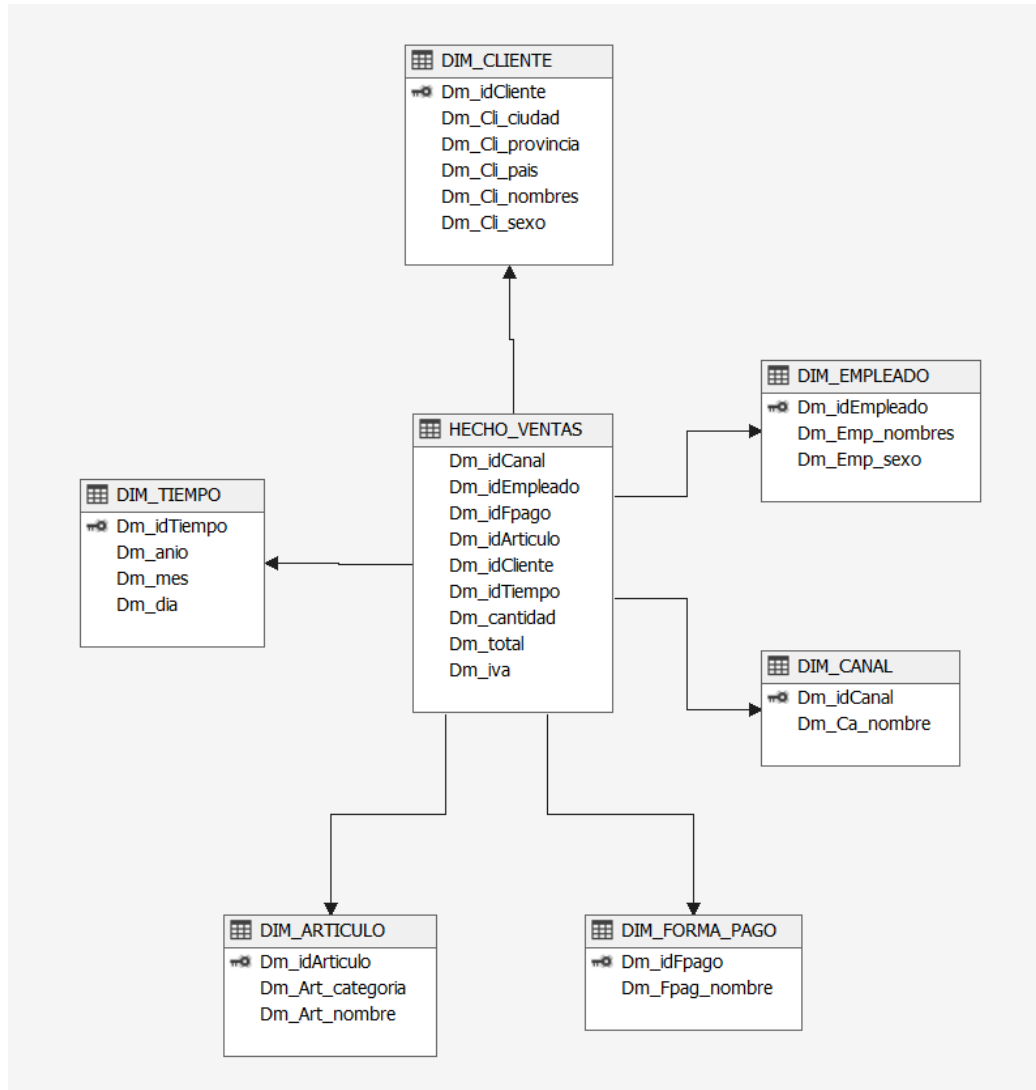 DIM_CLIENTE
Dm_idCliente
Dm_Cli_ciudad
Dm_Cli_provincia
Dm_Cli_pais
Dm_Cli_nombres
Dm_Cli_sexo
DIM_EMPLEADO
Dm_idEmpleado
Dm_Emp_nombres
Dm_Emp_sexo
HECHO_VENTAS
Dm_idCanal
Dm_idEmpleado
Dm_idFpago
Dm_idArticulo
Dm_idCliente
Dm_idTiempo
Dm_cantidad
Dm_total
Dm_iva
DIM_TIEMPO
Dm_idTiempo
Dm_anio
Dm_mes
Dm_dia
DIM_CANAL
Dm_idCanal
Dm_Ca_nombre
DIM_ARTICULO
Dm_idArticulo
Dm_Art_categoria
Dm_Art_nombre
DIM_FORMA_PAGO
Dm_idFpago
Dm_Fpag_nombre